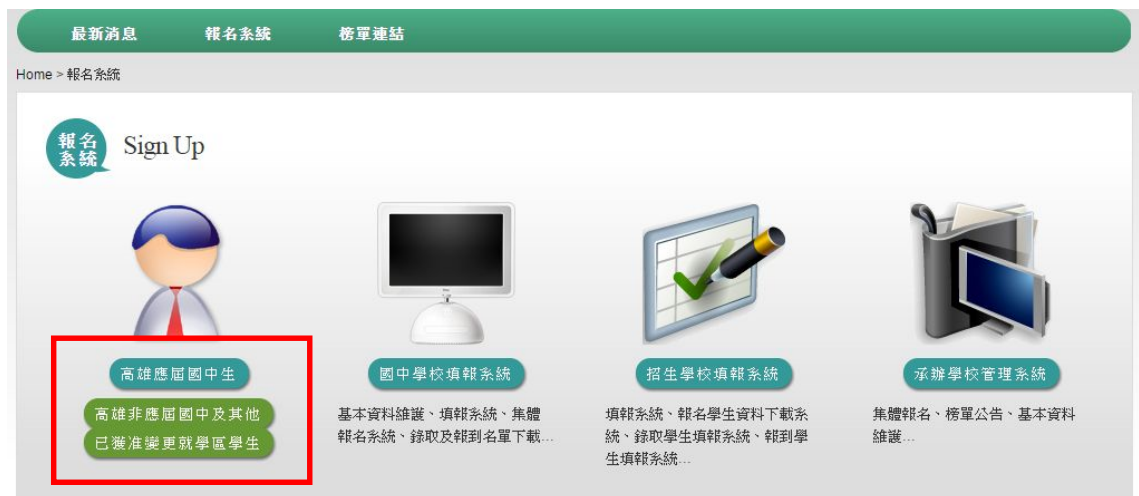 最新消息 報名系統 榜單連結
Home > 報名系統
報名
系統
Sign Up
高雄應屆國中生
高雄非應屆國中及其他
已獲准變更就學區學生
國中學校填報系統
基本資料維護、填報系統、集體
報名系統、錄取及報到名單下載...
招生學校填報系統
填報系統、報名學生資料下載系
統、錄取學生填報系統、報到學
生填報系統...
承辦學校管理系統
集體報名、榜單公告、基本資料
維護...